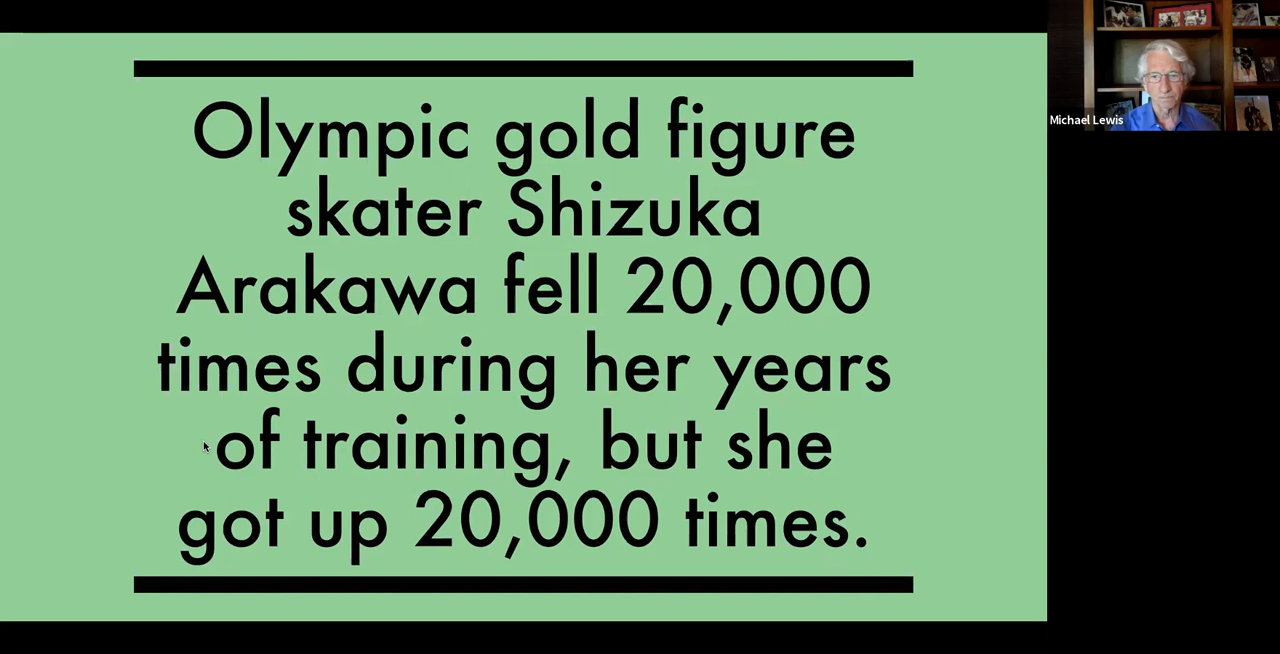 Olympic gold figure
skater Shizuka
Arakawa fell 20,000
times during her years
of training, but she
got up 20,000 times.
Michael Lewis